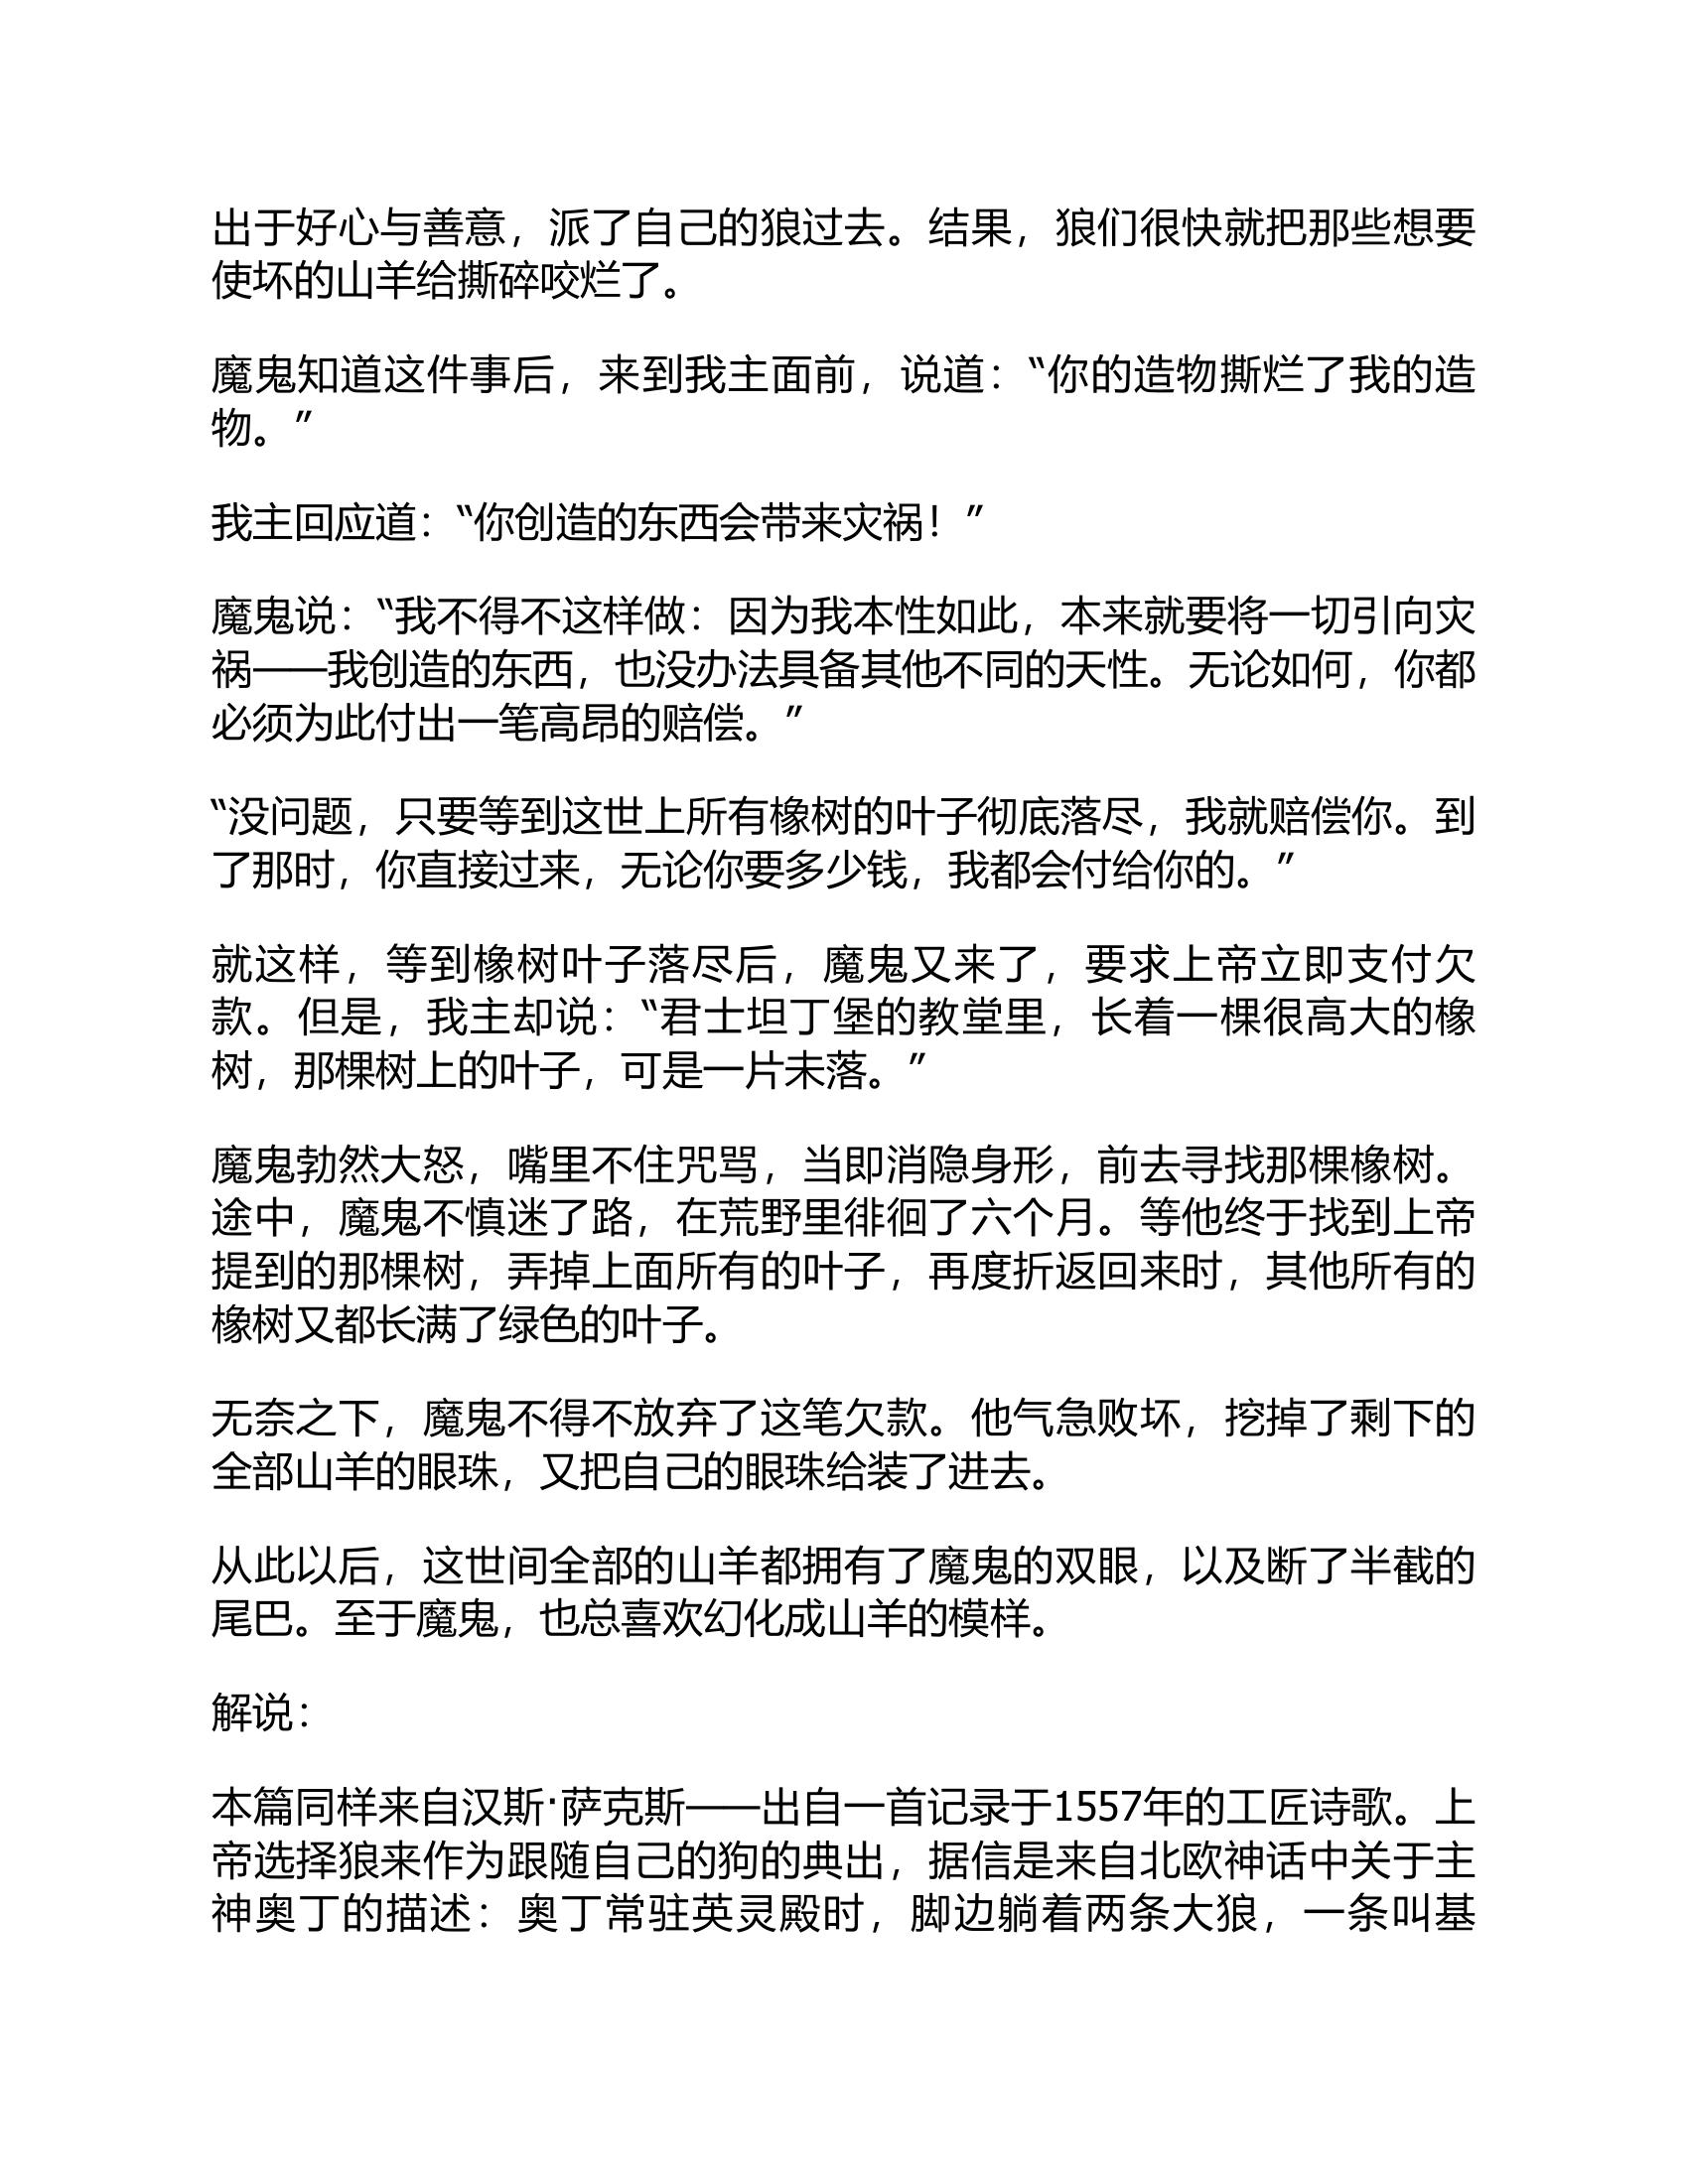 出于好心与善意，派了自己的狼过去。结果，狼们很快就把那些想要
使坏的山羊给撕碎咬烂了。
魔鬼知道这件事后，来到我主面前，说道：“你的造物撕烂了我的造
物。”
我主回应道：“你创造的东西会带来灾祸！”
魔鬼说：“我不得不这样做：因为我本性如此，本来就要将一切引向灾
祸——我创造的东西，也没办法具备其他不同的天性。无论如何，你都
必须为此付出一笔高昂的赔偿。”
“没问题，只要等到这世上所有橡树的叶子彻底落尽，我就赔偿你。到
了那时，你直接过来，无论你要多少钱，我都会付给你的。”
就这样，等到橡树叶子落尽后，魔鬼又来了，要求上帝立即支付欠
款。但是，我主却说：“君士坦丁堡的教堂里，长着一棵很高大的橡
树，那棵树上的叶子，可是一片未落。”
魔鬼勃然大怒，嘴里不住咒骂，当即消隐身形，前去寻找那棵橡树。
途中，魔鬼不慎迷了路，在荒野里徘徊了六个月。等他终于找到上帝
提到的那棵树，弄掉上面所有的叶子，再度折返回来时，其他所有的
橡树又都长满了绿色的叶子。
无奈之下，魔鬼不得不放弃了这笔欠款。他气急败坏，挖掉了剩下的
全部山羊的眼珠，又把自己的眼珠给装了进去。
从此以后，这世间全部的山羊都拥有了魔鬼的双眼，以及断了半截的
尾巴。至于魔鬼，也总喜欢幻化成山羊的模样。
解说：
本篇同样来自汉斯·萨克斯——出自一首记录于1557年的工匠诗歌。上
帝选择狼来作为跟随自己的狗的典出，据信是来自北欧神话中关于主
神奥丁的描述：奥丁常驻英灵殿时，脚边躺着两条大狼，一条叫基